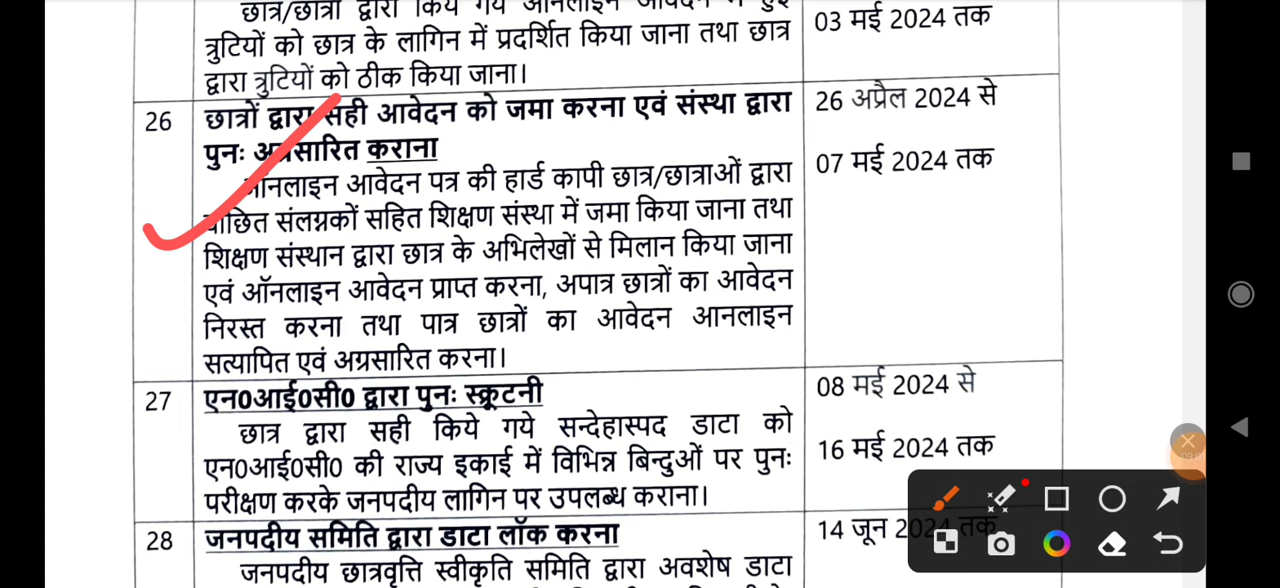 छात्र/छात्रा द्वारा किये गये ऑनलाइन आवेदन में हुई
त्रुटियों को छात्र के लागिन में प्रदर्शित किया जाना तथा छात्र
द्वारा त्रुटियों को ठीक किया जाना।
03 मई 2024 तक
26
छात्रों द्वारा सही आवेदन को जमा करना एवं संस्था द्वारा
पुनः अग्रसारित कराना
ऑनलाइन आवेदन पत्र की हार्ड कापी छात्र/छात्राओं द्वारा
वांछित संलग्नकों सहित शिक्षण संस्था में जमा किया जाना तथा
शिक्षण संस्थान द्वारा छात्र के अभिलेखों से मिलान किया जाना
एवं ऑनलाइन आवेदन प्राप्त करना, अपात्र छात्रों का आवेदन
निरस्त करना तथा पात्र छात्रों का आवेदन आनलाइन
सत्यापित एवं अग्रसारित करना।
26 अप्रैल 2024 से
07 मई 2024 तक
27
एन0आई0सी0 द्वारा पुनः स्क्रूटनी
छात्र द्वारा सही किये गये सन्देहास्पद डाटा को
एन0आई0सी0 की राज्य इकाई में विभिन्न बिन्दुओं पर पुनः
परीक्षण करके जनपदीय लागिन पर उपलब्ध कराना।
08 मई 2024 से
16 मई 2024 तक
28
जनपदीय समिति द्वारा डाटा लॉक करना
जनपदीय छात्रवृत्ति स्वीकृति समिति द्वारा अवशेष डाटा
14 जून 2024 तक